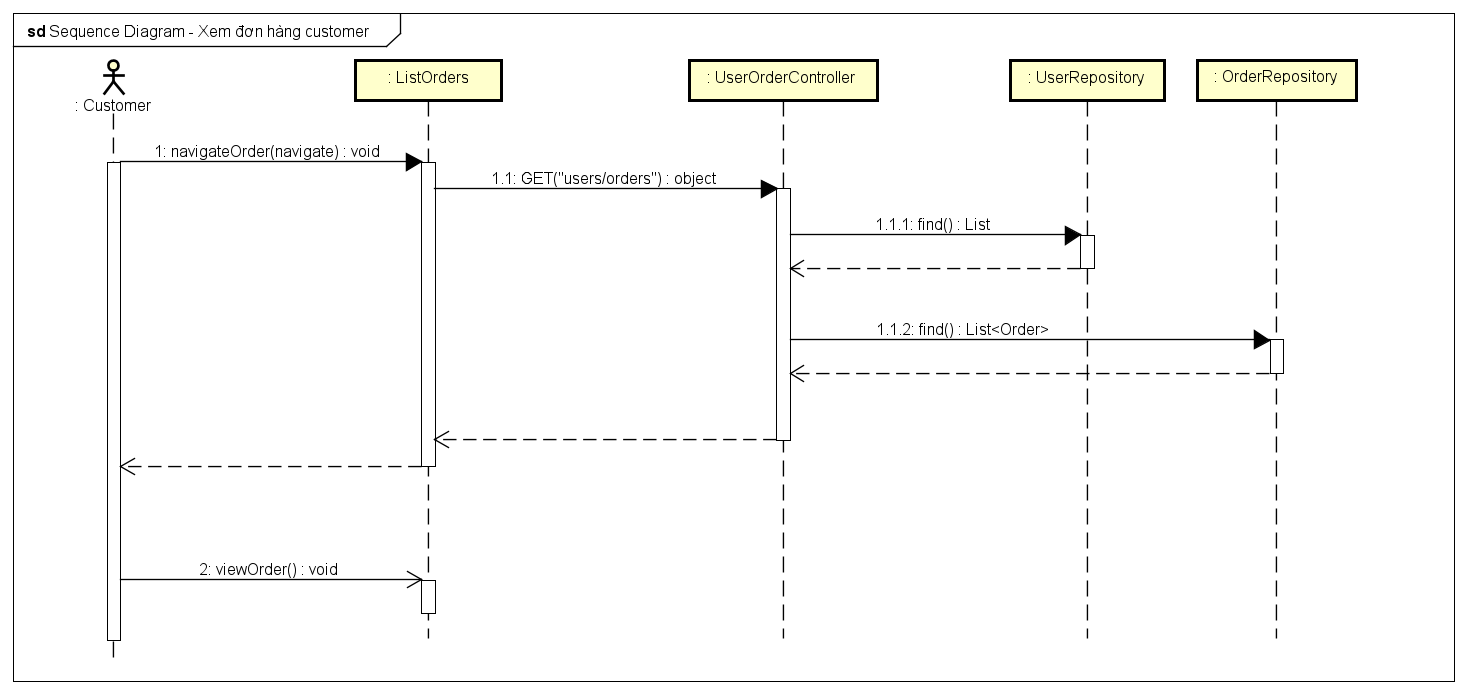 sd Sequence Diagram - Xem đơn hàng customer
: Customer
: ListOrders
: UserOrderController
: UserRepository
: OrderRepository
1: navigateOrder(navigate) : void
1.1: GET("users/orders") : object
1.1.1: find() : List
1.1.2: find() : List<Order>
2: viewOrder() : void